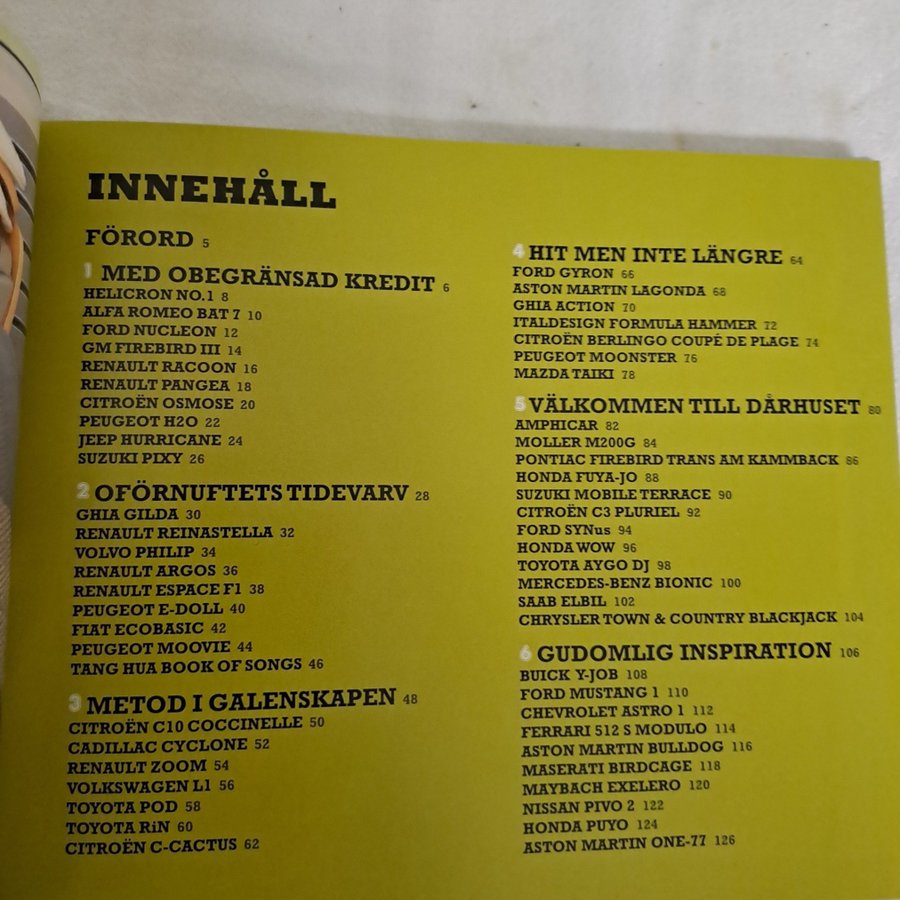 INNEHÅLL
FÖRORD 5
1 MED OBEGRÄNSAD KREDIT 6
HELICRON NO.1 8
ALFA ROMEO BAT 7 10
FORD NUCLEON 12
GM FIREBIRD III 14
RENAULT RACOON 16
RENAULT PANGEA 18
CITROËN OSMOSE 20
PEUGEOT H2O 22
JEEP HURRICANE 24
SUZUKI PIXY 26
2 OFÖRNUFTETS TIDEVARV 28
GHIA GILDA 30
RENAULT REINASTELLA 32
VOLVO PHILIP 34
RENAULT ARGOS 36
RENAULT ESPACE F1 38
PEUGEOT E-DOLL 40
FIAT ECOBASIC 42
PEUGEOT MOOVIE 44
TANG HUA BOOK OF SONGS 46
3 METOD I GALENSKAPEN 48
CITROËN C10 COCCINELLE 50
CADILLAC CYCLONE 52
RENAULT ZOOM 54
VOLKSWAGEN L1 56
TOYOTA POD 58
TOYOTA RiN 60
CITROËN C-CACTUS 62
4 HIT MEN INTE LÄNGRE 64
FORD GYRON 66
ASTON MARTIN LAGONDA 68
GHIA ACTION 70
ITALDESIGN FORMULA HAMMER 72
CITROËN BERLINGO COUPÉ DE PLAGE 74
PEUGEOT MOONSTER 76
MAZDA TAIKI 78
5 VÄLKOMMEN TILL DÅRHUSET 80
AMPHICAR 82
MOLLER M200G 84
PONTIAC FIREBIRD TRANS AM KAMMBACK 86
HONDA FUYA-JO 88
SUZUKI MOBILE TERRACE 90
CITROËN C3 PLURIEL 92
FORD SYNus 94
HONDA WOW 96
TOYOTA AYGO DJ 98
MERCEDES-BENZ BIONIC 100
SAAB ELBIL 102
CHRYSLER TOWN & COUNTRY BLACKJACK 104
6 GUDOMLIG INSPIRATION 106
BUICK Y-JOB 108
FORD MUSTANG 1 110
CHEVROLET ASTRO 1 112
FERRARI 512 S MODULO 114
ASTON MARTIN BULLDOG 116
MASERATI BIRDCAGE 118
MAYBACH EXELERO 120
NISSAN PIVO 2 122
HONDA PUYO 124
ASTON MARTIN ONE-77 126